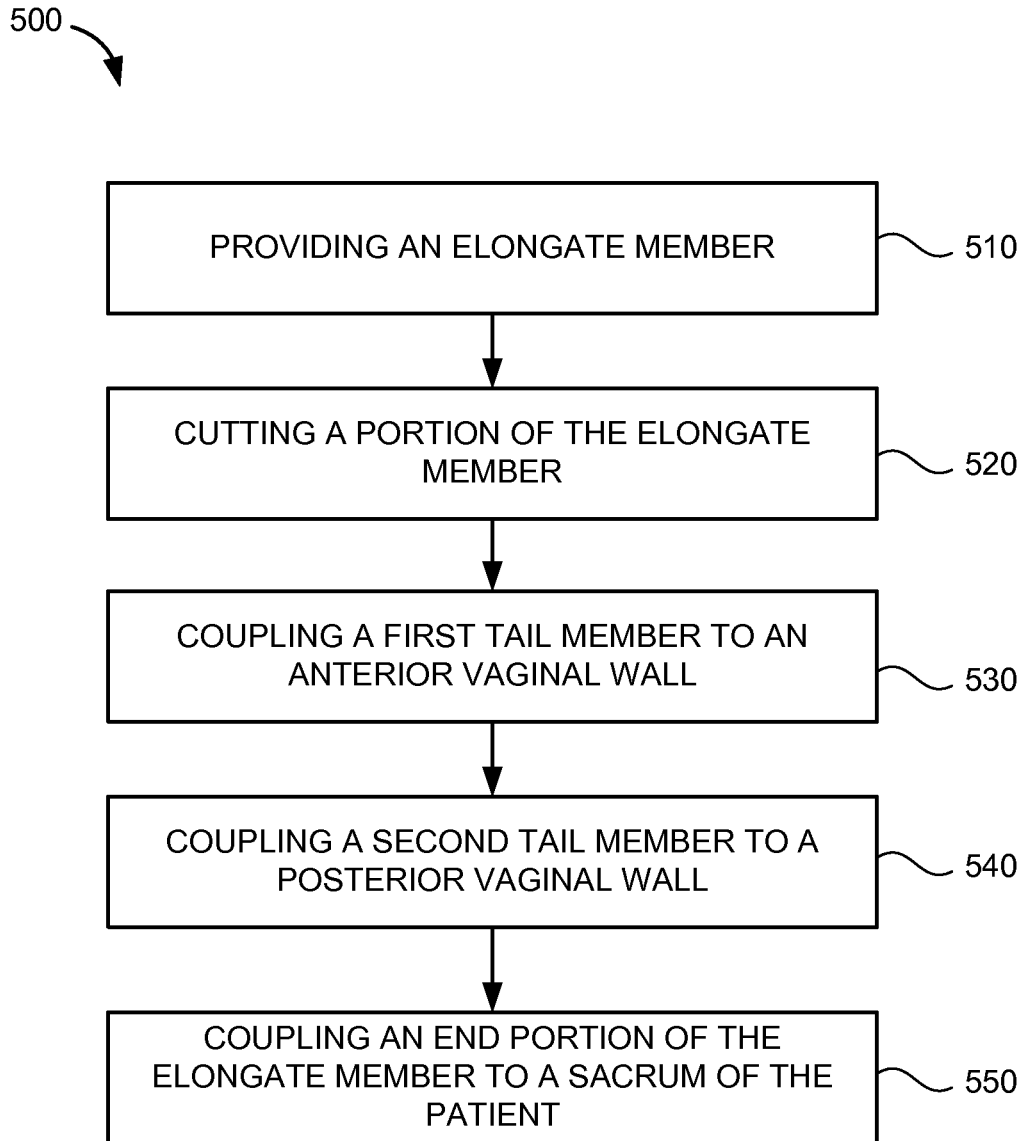 500
PROVIDING AN ELONGATE MEMBER
510
CUTTING A PORTION OF THE ELONGATE
MEMBER
520
COUPLING A FIRST TAIL MEMBER TO AN
ANTERIOR VAGINAL WALL
530
COUPLING A SECOND TAIL MEMBER TO A
POSTERIOR VAGINAL WALL
540
COUPLING AN END PORTION OF THE
ELONGATE MEMBER TO A SACRUM OF THE
PATIENT
550